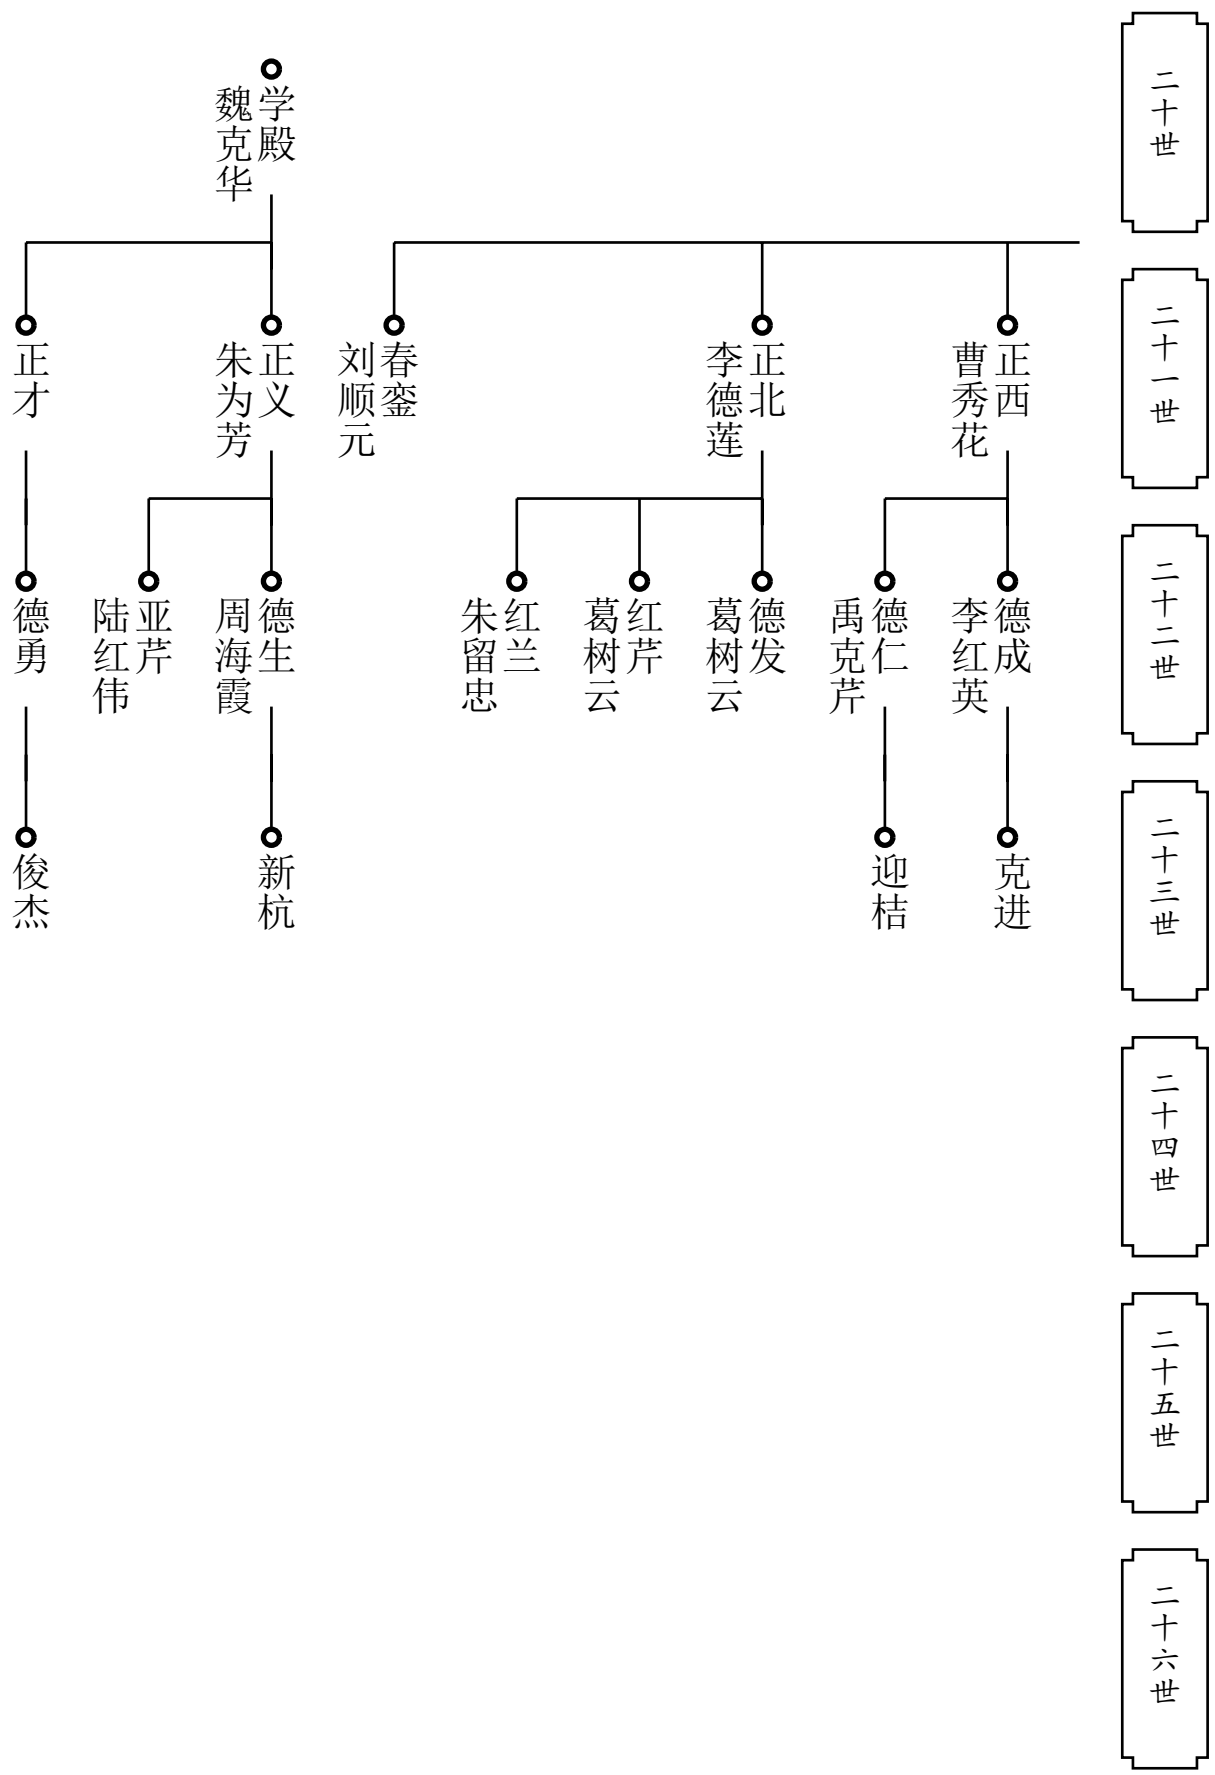 二十世
学殿
魏克华
二十一世
正西
曹秀花
正北
李德莲
春銮
刘顺元
正义
朱为芳
正才
二十二世
德成
李红英
德仁
禹克芹
德发
葛树云
红芹
葛树云
红兰
朱留忠
德生
周海霞
亚芹
陆红伟
德勇
二十三世
克进
迎桔
新杭
俊杰
二十四世
二十五世
二十六世